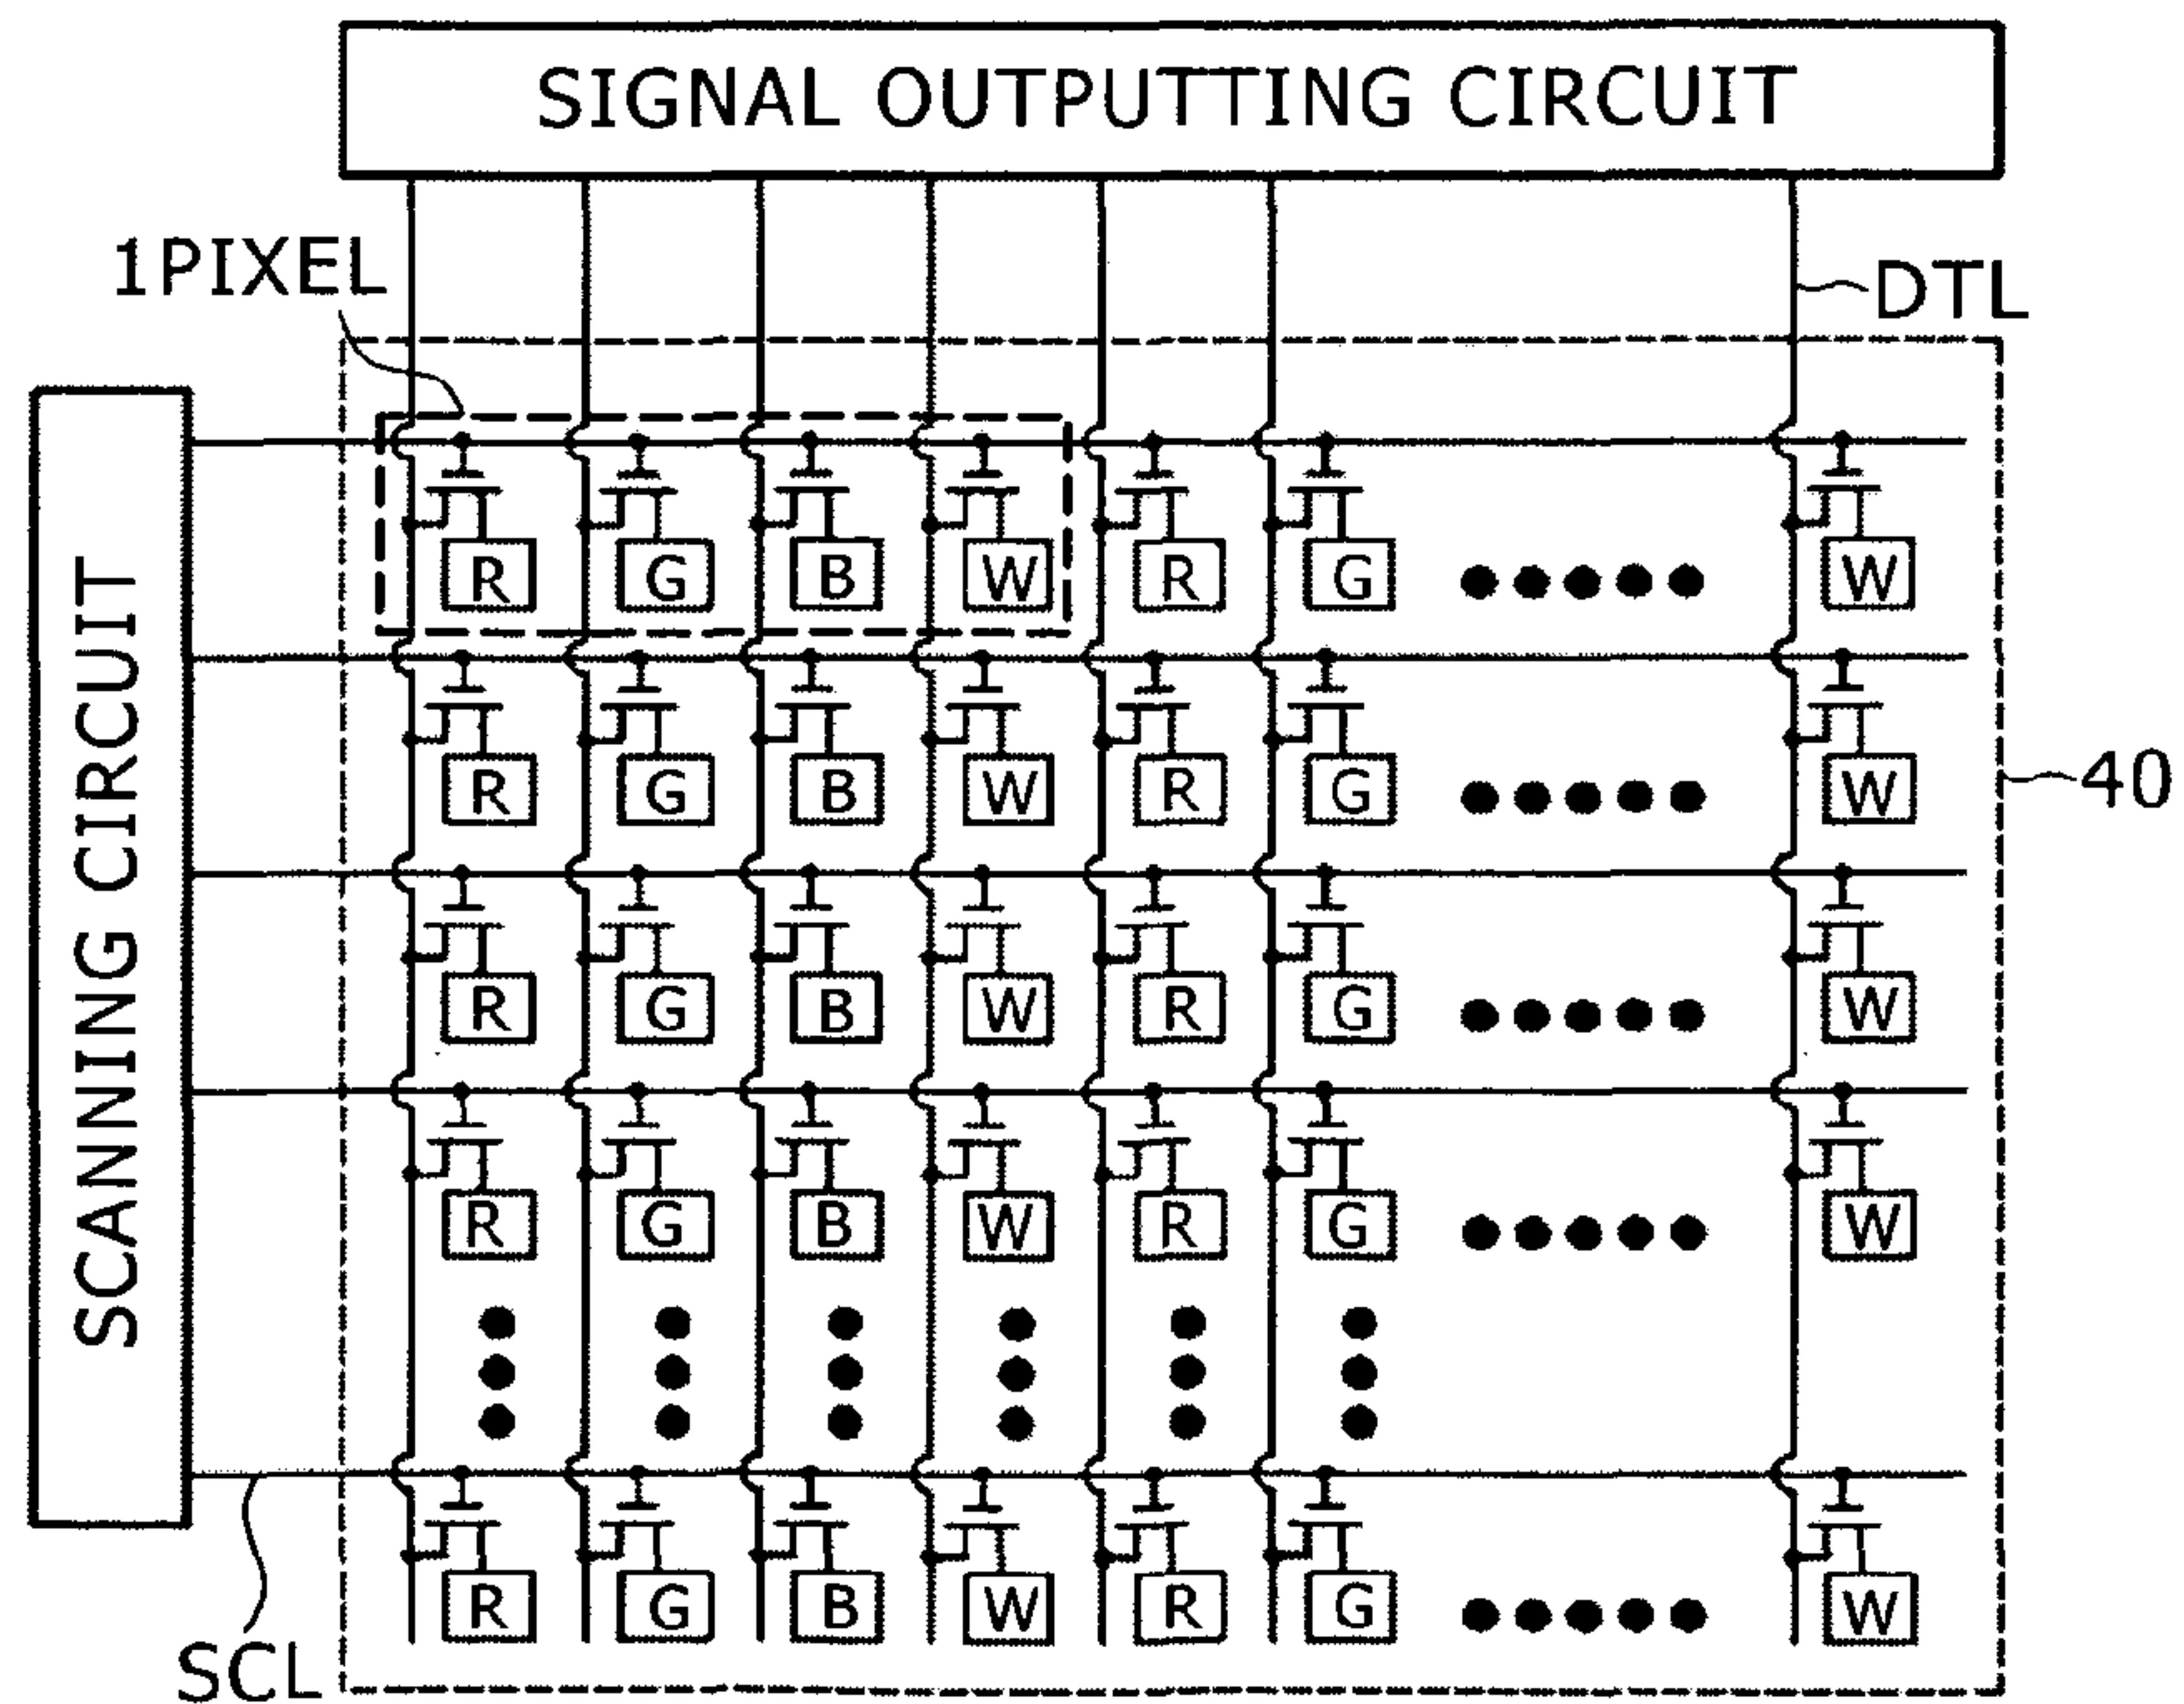 SIGNAL OUTPUTTING CIRCUIT
1PIXEL
DTL
SCANNING CIRCUIT
R G B W R G W
R G B W R G W
40
R G B W R G W
R G B W R G W
R G B W R G W
SCL